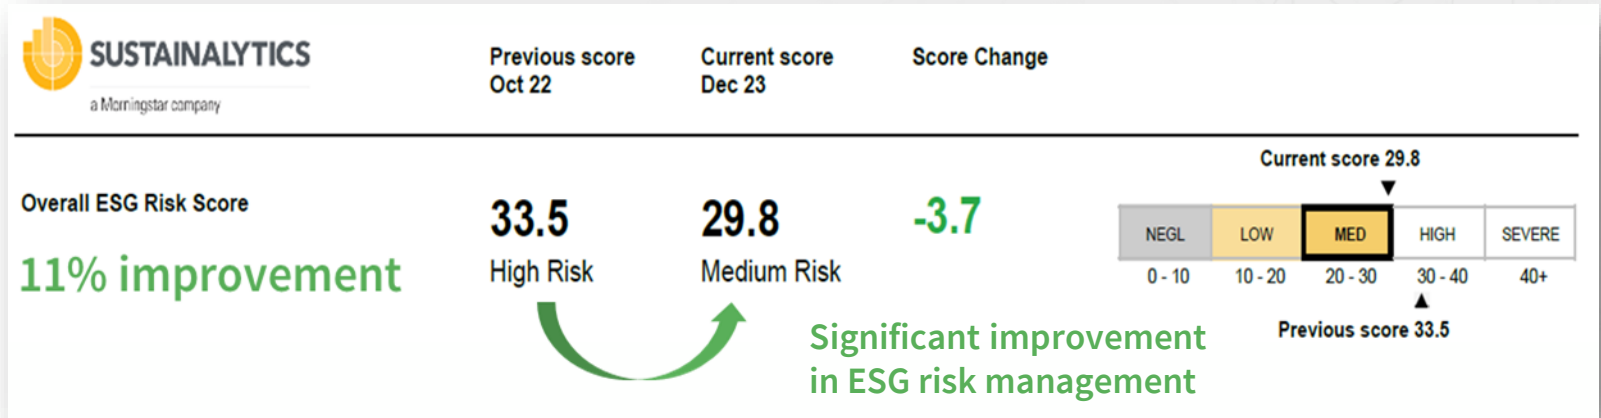 SUSTAINALYTICS
a Morningstar company
Previous score
Oct 22
Current score
Dec 23
Score Change
Overall ESG Risk Score
11% improvement
33.5
High Risk
29.8
Medium Risk
-3.7
Significant improvement
in ESG risk management
Current score 29.8
NEGL LOW MED HIGH SEVERE
0 - 10 10 - 20 20 - 30 30 - 40 40+
Previous score 33.5